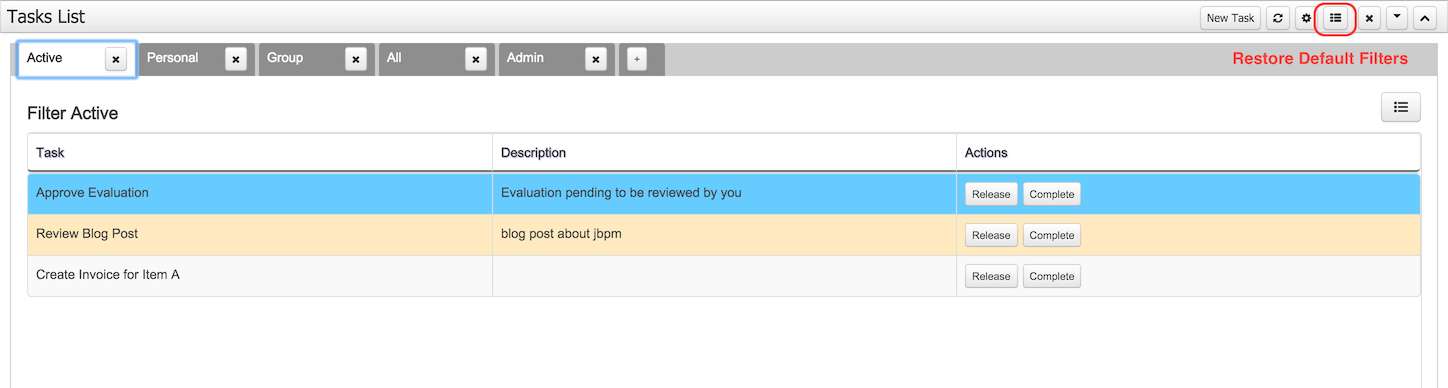 Tasks List
New Task
Active
Personal
Group
All
Admin
+
Restore Default Filters
Filter Active
Task Description Actions
Approve Evaluation Evaluation pending to be reviewed by you Release Complete
Review Blog Post blog post about jbpm Release Complete
Create Invoice for Item A Release Complete